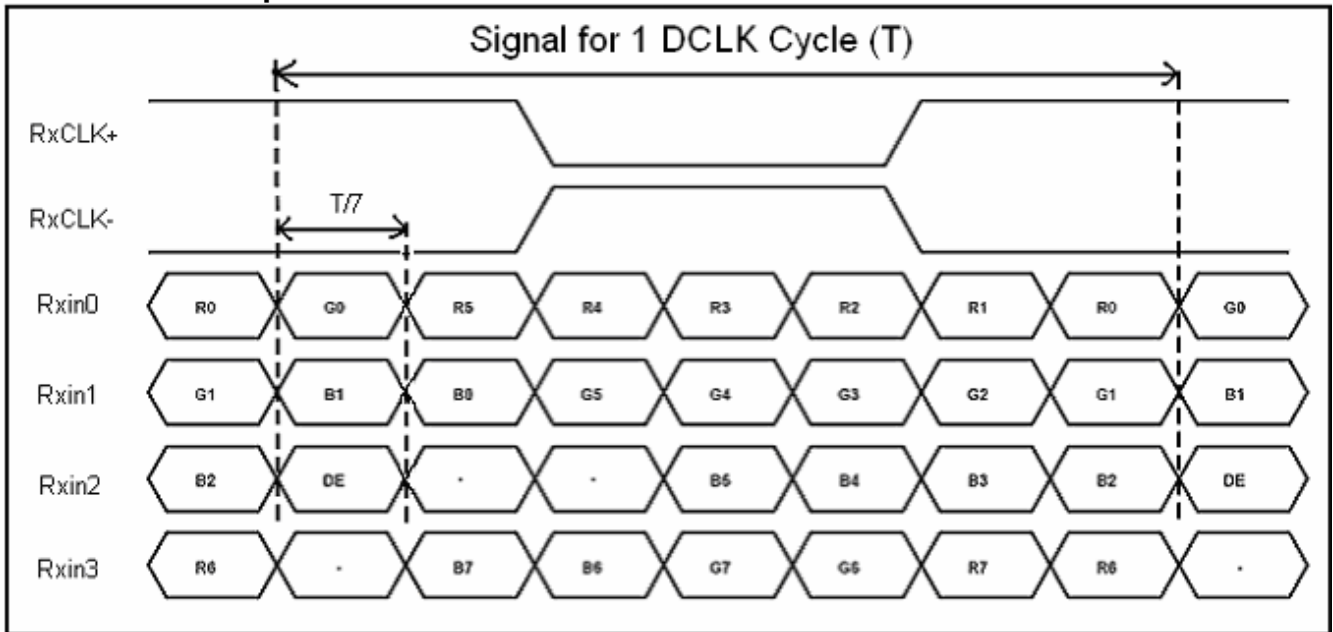 Signal for 1 DCLK Cycle (T)
RxCLK+
RxCLK-
T/7
Rxin0 R0 G0 R5 R4 R3 R2 R1 R0 G0
Rxin1 G1 B1 B0 G5 G4 G3 G2 G1 B1
Rxin2 B2 DE - - B5 B4 B3 B2 DE
Rxin3 R6 - B7 B6 G7 G6 R7 R6 -